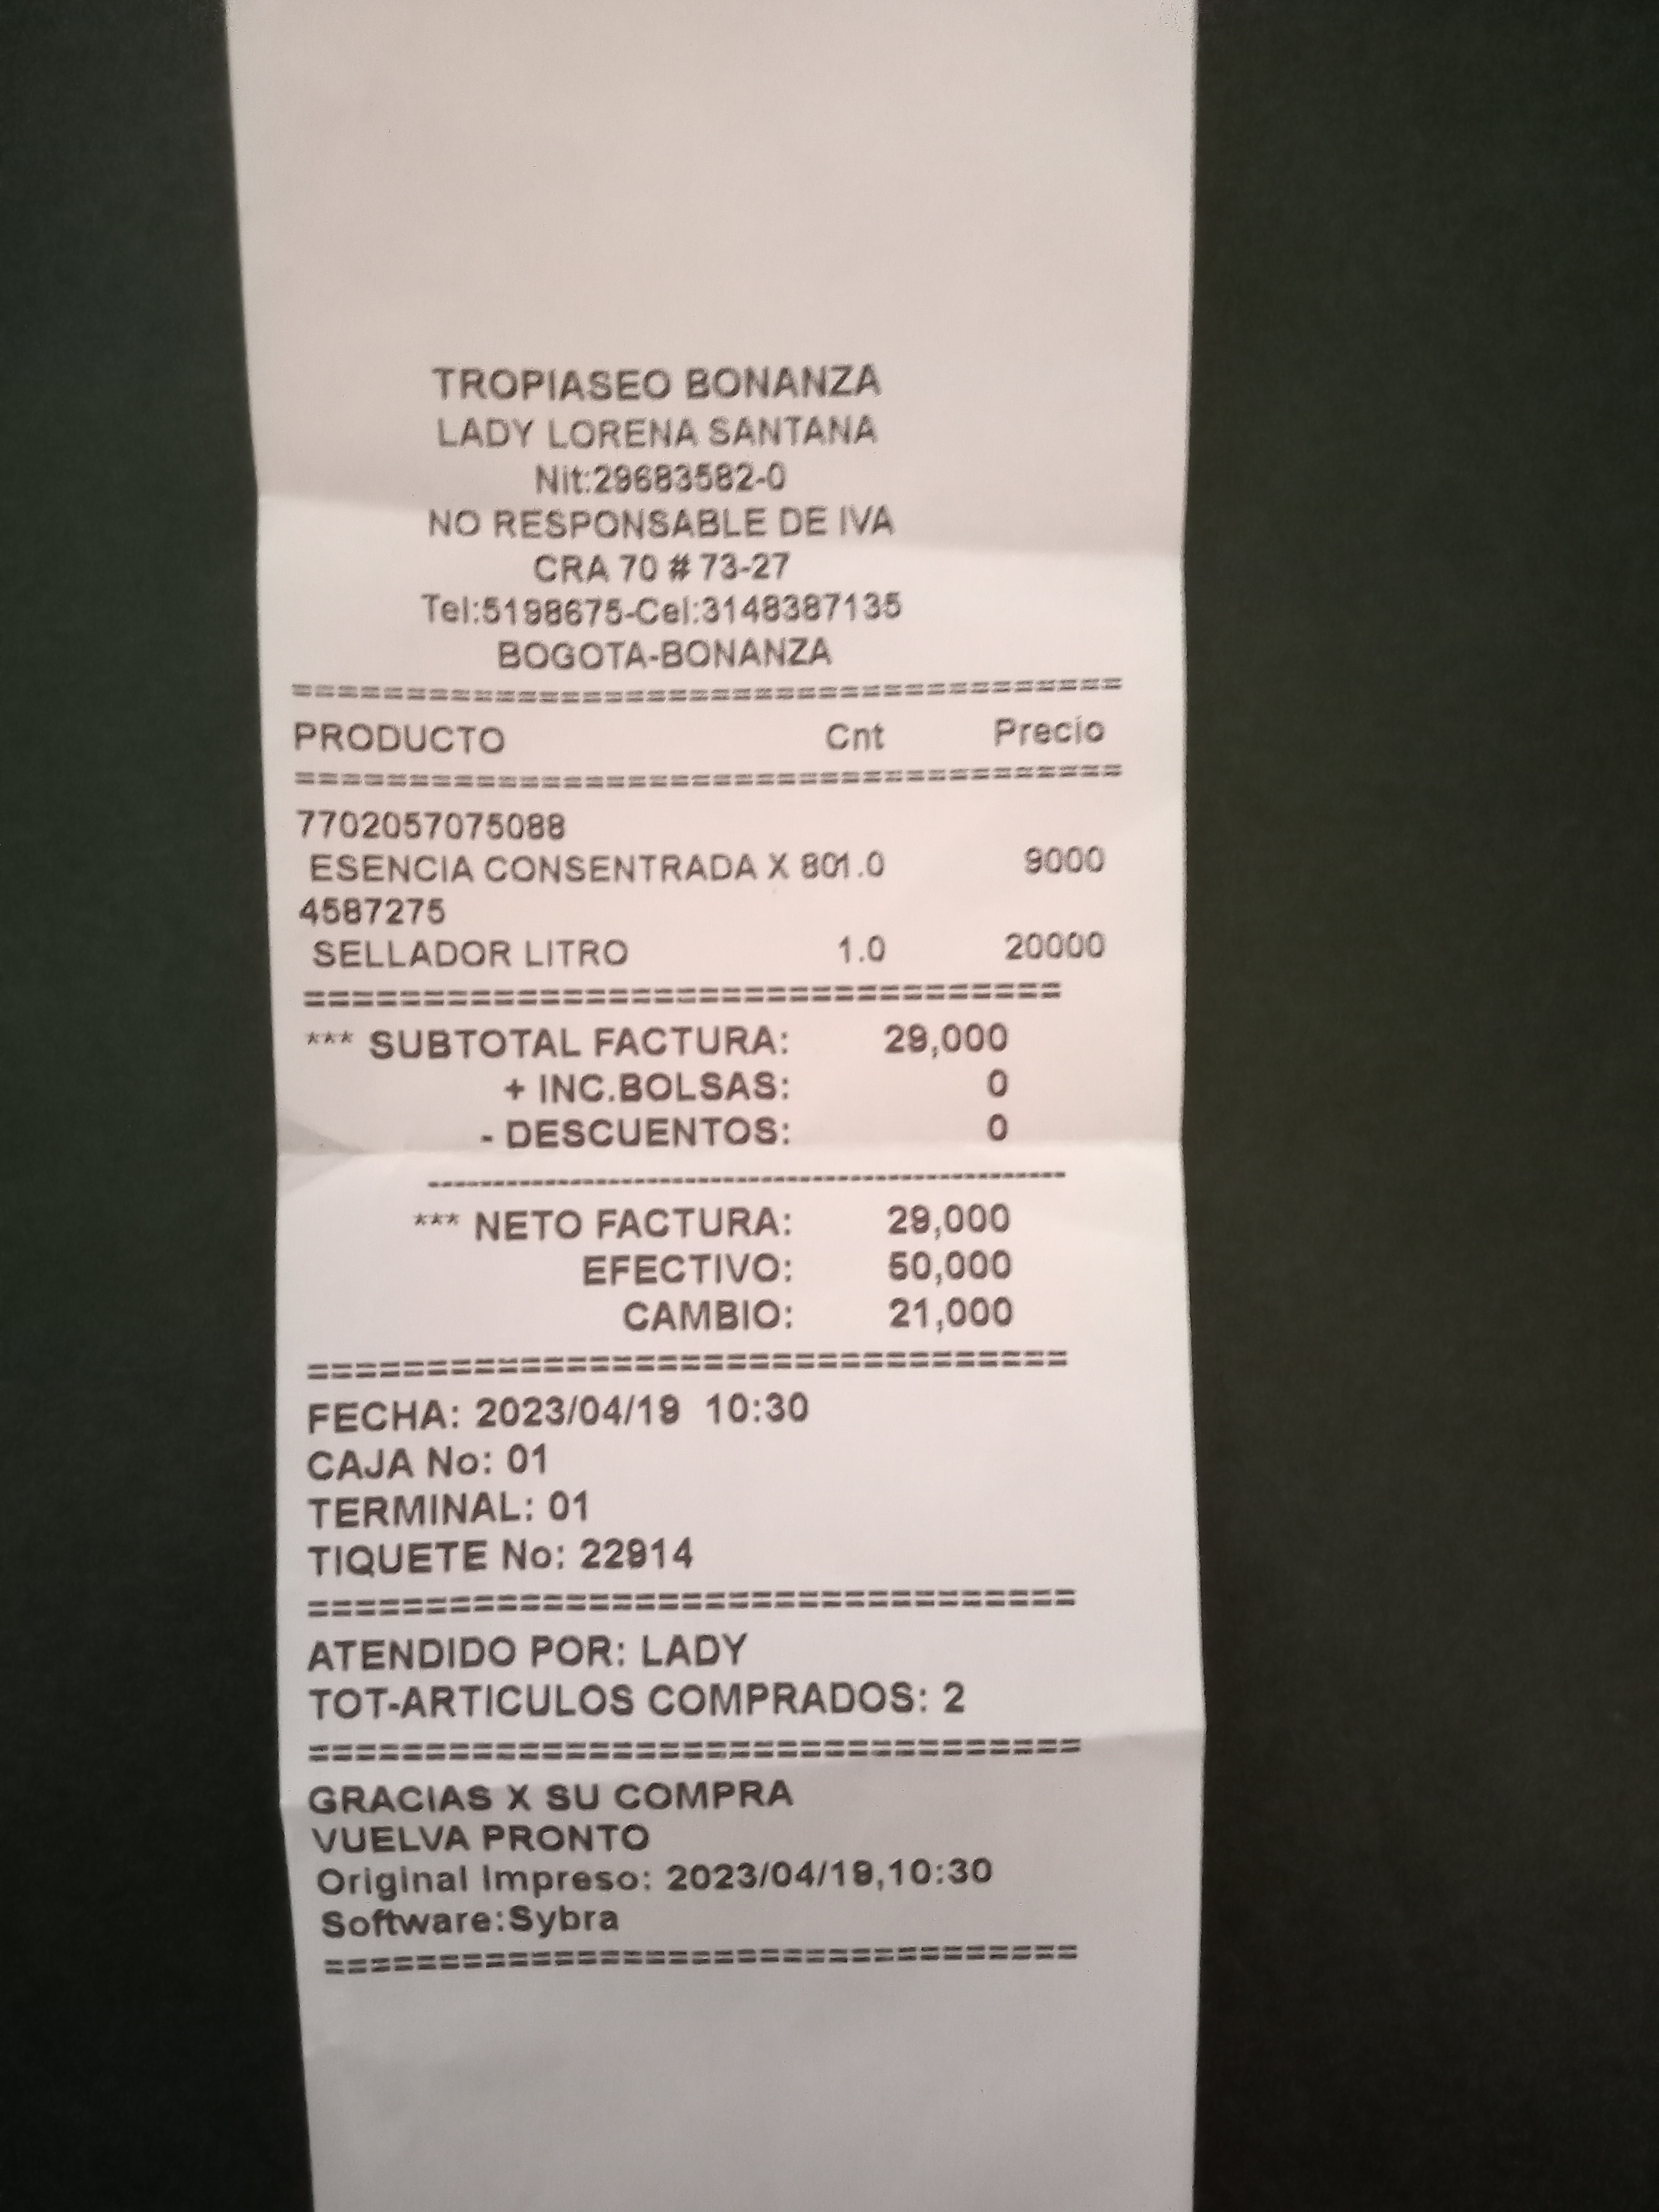 TROPIASEO BONANZA
LADY LORENA SANTANA
Nit:29683582-0
NO RESPONSABLE DE IVA
CRA 70 # 73-27
Tel:5198675-Cel:3148387135
BOGOTA-BONANZA
================================
PRODUCTO Cnt Precio
================================
7702057075088
ESENCIA CONSENTRADA X 801.0 9000
4587275
SELLADOR LITRO 1.0 20000
================================
*** SUBTOTAL FACTURA: 29,000
+ INC.BOLSAS: 0
- DESCUENTOS: 0
------------------------------------------------
*** NETO FACTURA: 29,000
EFECTIVO: 50,000
CAMBIO: 21,000
================================
FECHA: 2023/04/19 10:30
CAJA No: 01
TERMINAL: 01
TIQUETE No: 22914
================================
ATENDIDO POR: LADY
TOT-ARTICULOS COMPRADOS: 2
================================
GRACIAS X SU COMPRA
VUELVA PRONTO
Original Impreso: 2023/04/19,10:30
Software:Sybra
================================